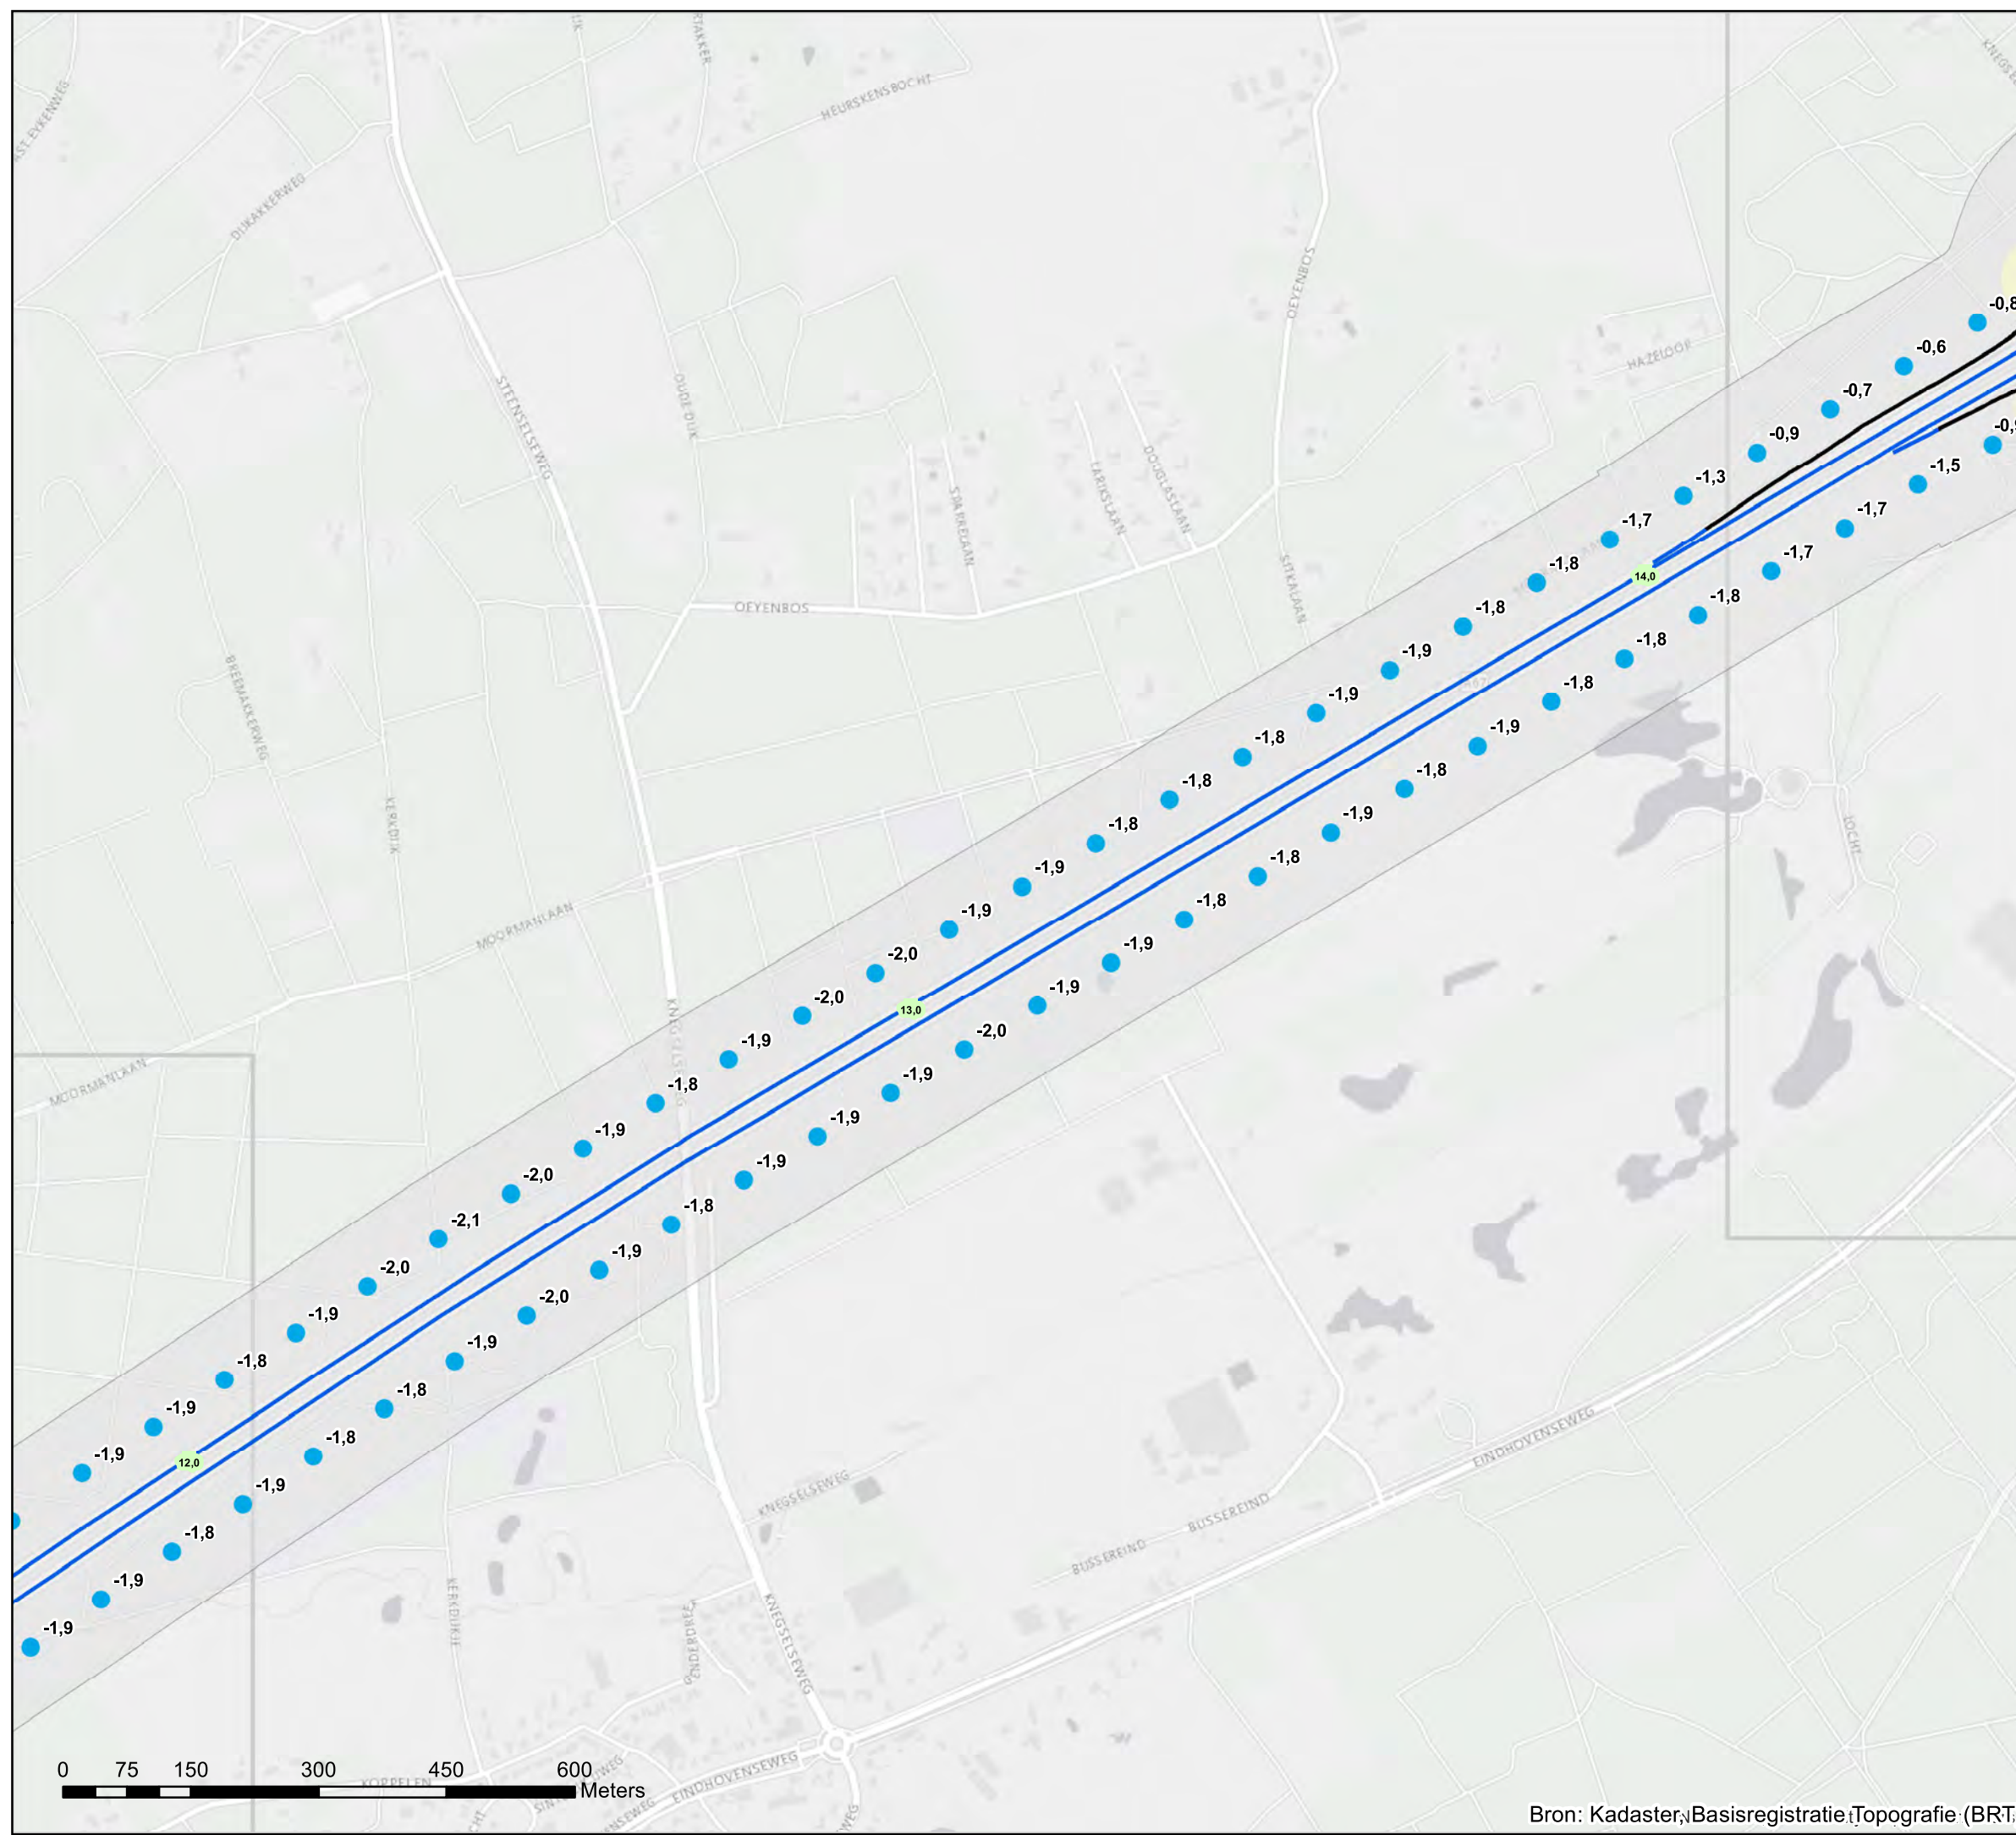 HEURSKENSBOCHT
DIJKAKKERWEG
OEYENBOS
-0,6
-0,7
HAZELOOP
-0,9
STEENSELSEWEG
OUDE DIJK
-1,3
-1,5
DOUGLASLAAN
LARIKSLAAN
SPARRELAAN
-1,7
-1,7
-1,8
-1,7
14,0
SITKALAAN
OEYENBOS
-1,8
-1,8
-1,9
-1,8
BREEMAKKERWEG
-1,9
-1,8
-1,8
-1,9
-1,8
-1,8
KERKDIJK
-1,8
-1,9
LOCHT
-1,9
-1,8
MOORMANLAAN
-1,9
-1,8
-2,0
-1,9
-2,0
-1,9
13,0
KNEGSELSEWEG
-1,9
-2,0
MOORMANLAAN
-1,8
-1,9
-1,9
-1,9
-2,0
-1,9
-2,1
-1,8
-2,0
-1,9
-1,9
-2,0
-1,8
-1,9
-1,9
-1,8
-1,9
-1,8
12,0
-1,9
EINDHOVENSEWEG
KNEGSELSEWEG
BUSSEREIND
-1,8
BUSSEREIND
-1,9
KERKDIJK
-1,9
KNEGSELSEWEG
EINDHOVENSEWEG
KOPPELEN
0 75 150 300 450 600
Meters
Bron: Kadaster, Basisregistratie Topografie (BRT